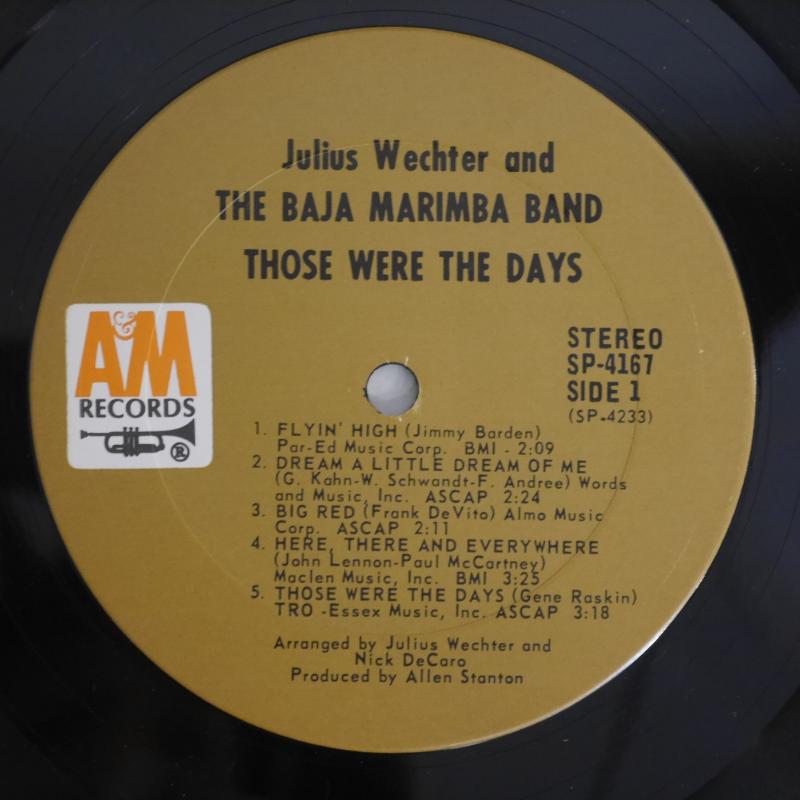 Julius Wechter and
THE BAJA MARIMBA BAND
THOSE WERE THE DAYS
A&M
RECORDS
®
STEREO
SP-4167
SIDE 1
(SP-4233)
1. FLYIN' HIGH (Jimmy Barden)
Par-Ed Music Corp. BMI - 2:09
2. DREAM A LITTLE DREAM OF ME
(G. Kahn-W. Schwandt-F. Andree) Words
and Music, Inc. ASCAP 2:24
3. BIG RED (Frank DeVito) Almo Music
Corp. ASCAP 2:11
4. HERE, THERE AND EVERYWHERE
(John Lennon-Paul McCartney)
Maclen Music, Inc. BMI 3:25
5. THOSE WERE THE DAYS (Gene Raskin)
TRO -Essex Music, Inc. ASCAP 3:18
Arranged by Julius Wechter and
Nick DeCaro
Produced by Allen Stanton